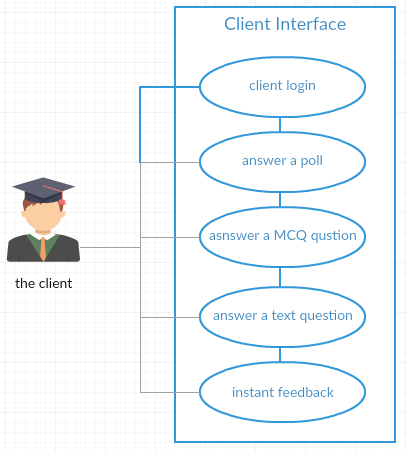 Client Interface
client login
answer a poll
asnswer a MCQ qustion
answer a text question
instant feedback
the client